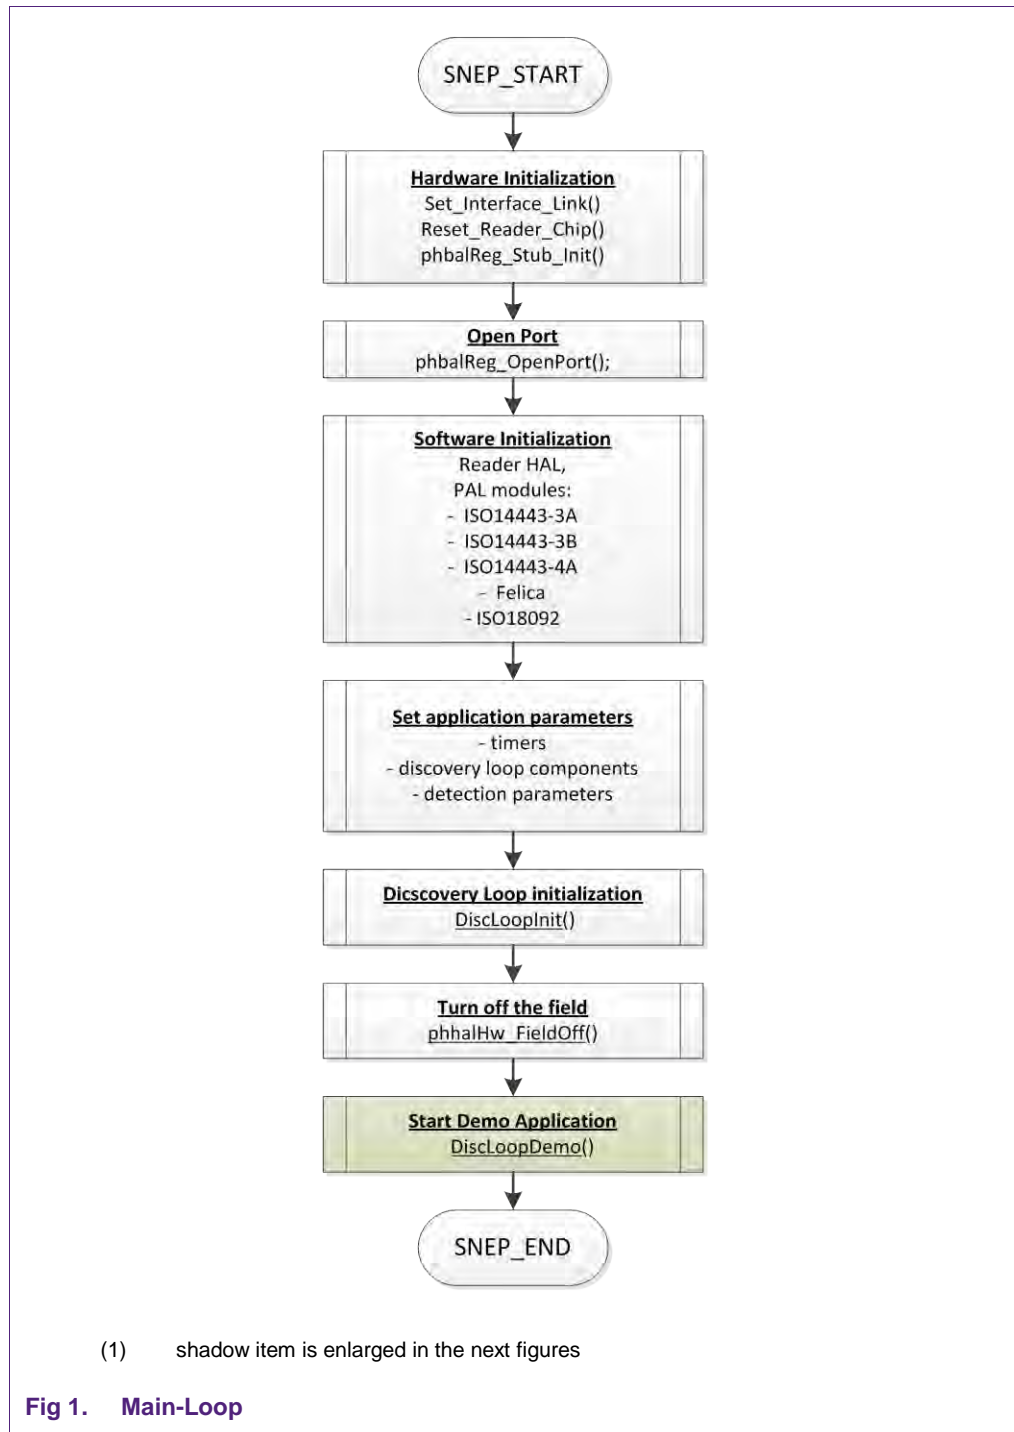 SNEP_START
Hardware Initialization
Set_Interface_Link()
Reset_Reader_Chip()
phbalReg_Stub_Init()
Open Port
phbalReg_OpenPort();
Software Initialization
Reader HAL,
PAL modules:
- ISO14443-3A
- ISO14443-3B
- ISO14443-4A
- Felica
- ISO18092
Set application parameters
- timers
- discovery loop components
- detection parameters
Dicscovery Loop initialization
DiscLoopInit()
Turn off the field
phhalHw_FieldOff()
Start Demo Application
DiscLoopDemo()
SNEP_END
(1) shadow item is enlarged in the next figures
Fig 1. Main-Loop